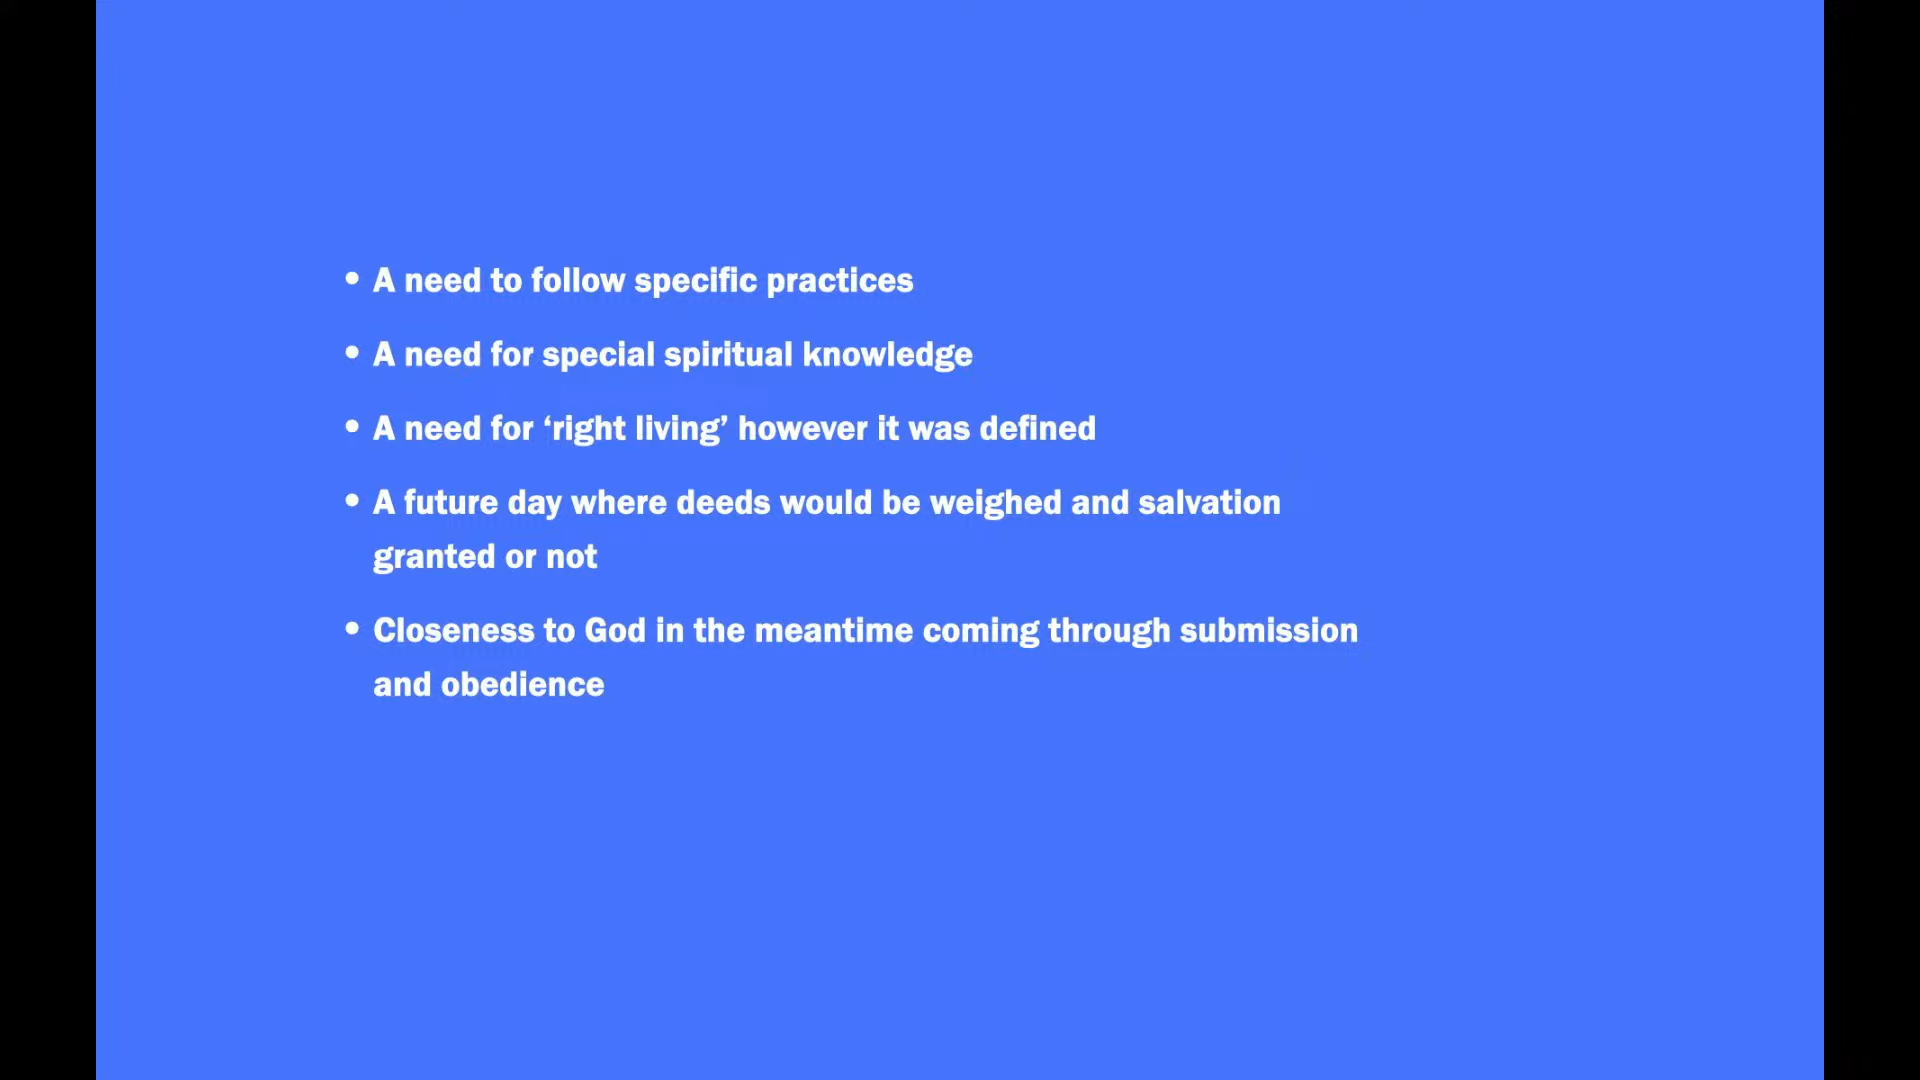 • A need to follow specific practices
• A need for special spiritual knowledge
• A need for ‘right living’ however it was defined
• A future day where deeds would be weighed and salvation
granted or not
• Closeness to God in the meantime coming through submission
and obedience